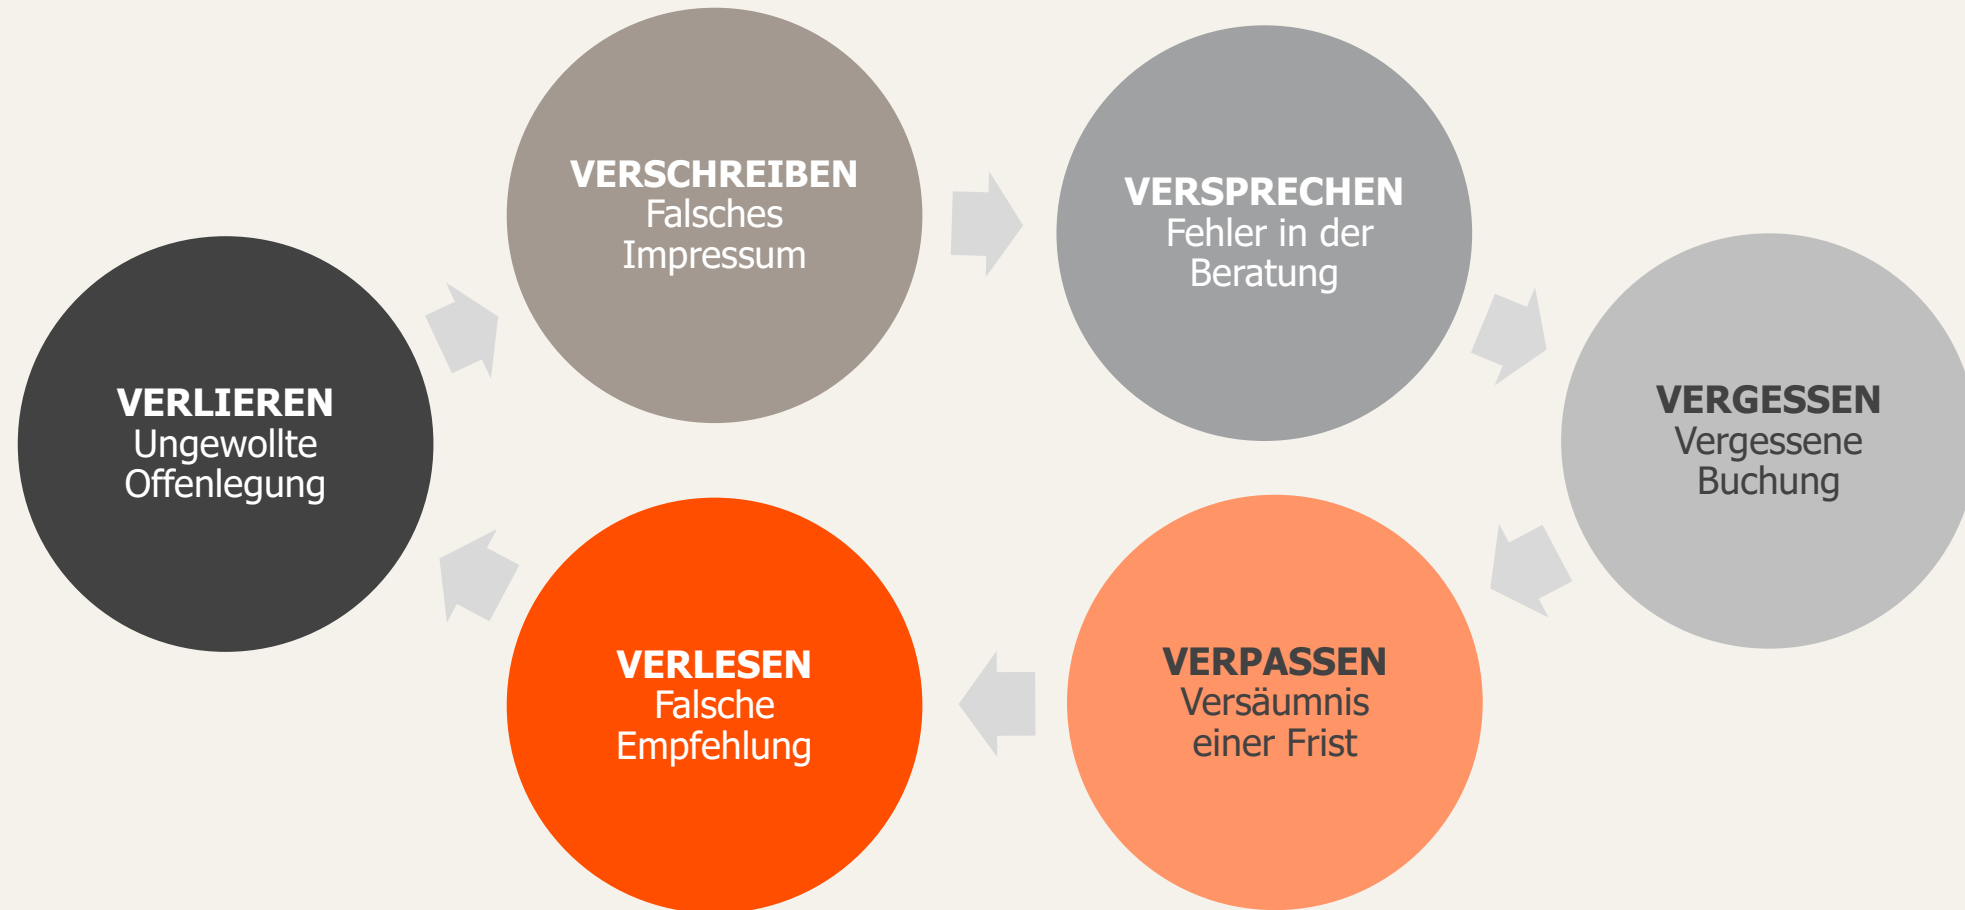 VERSCHREIBEN
Falsches
Impressum
VERSPRECHEN
Fehler in der
Beratung
VERGESSEN
Vergessene
Buchung
VERPASSEN
Versäumnis
einer Frist
VERLESEN
Falsche
Empfehlung
VERLIEREN
Ungewollte
Offenlegung